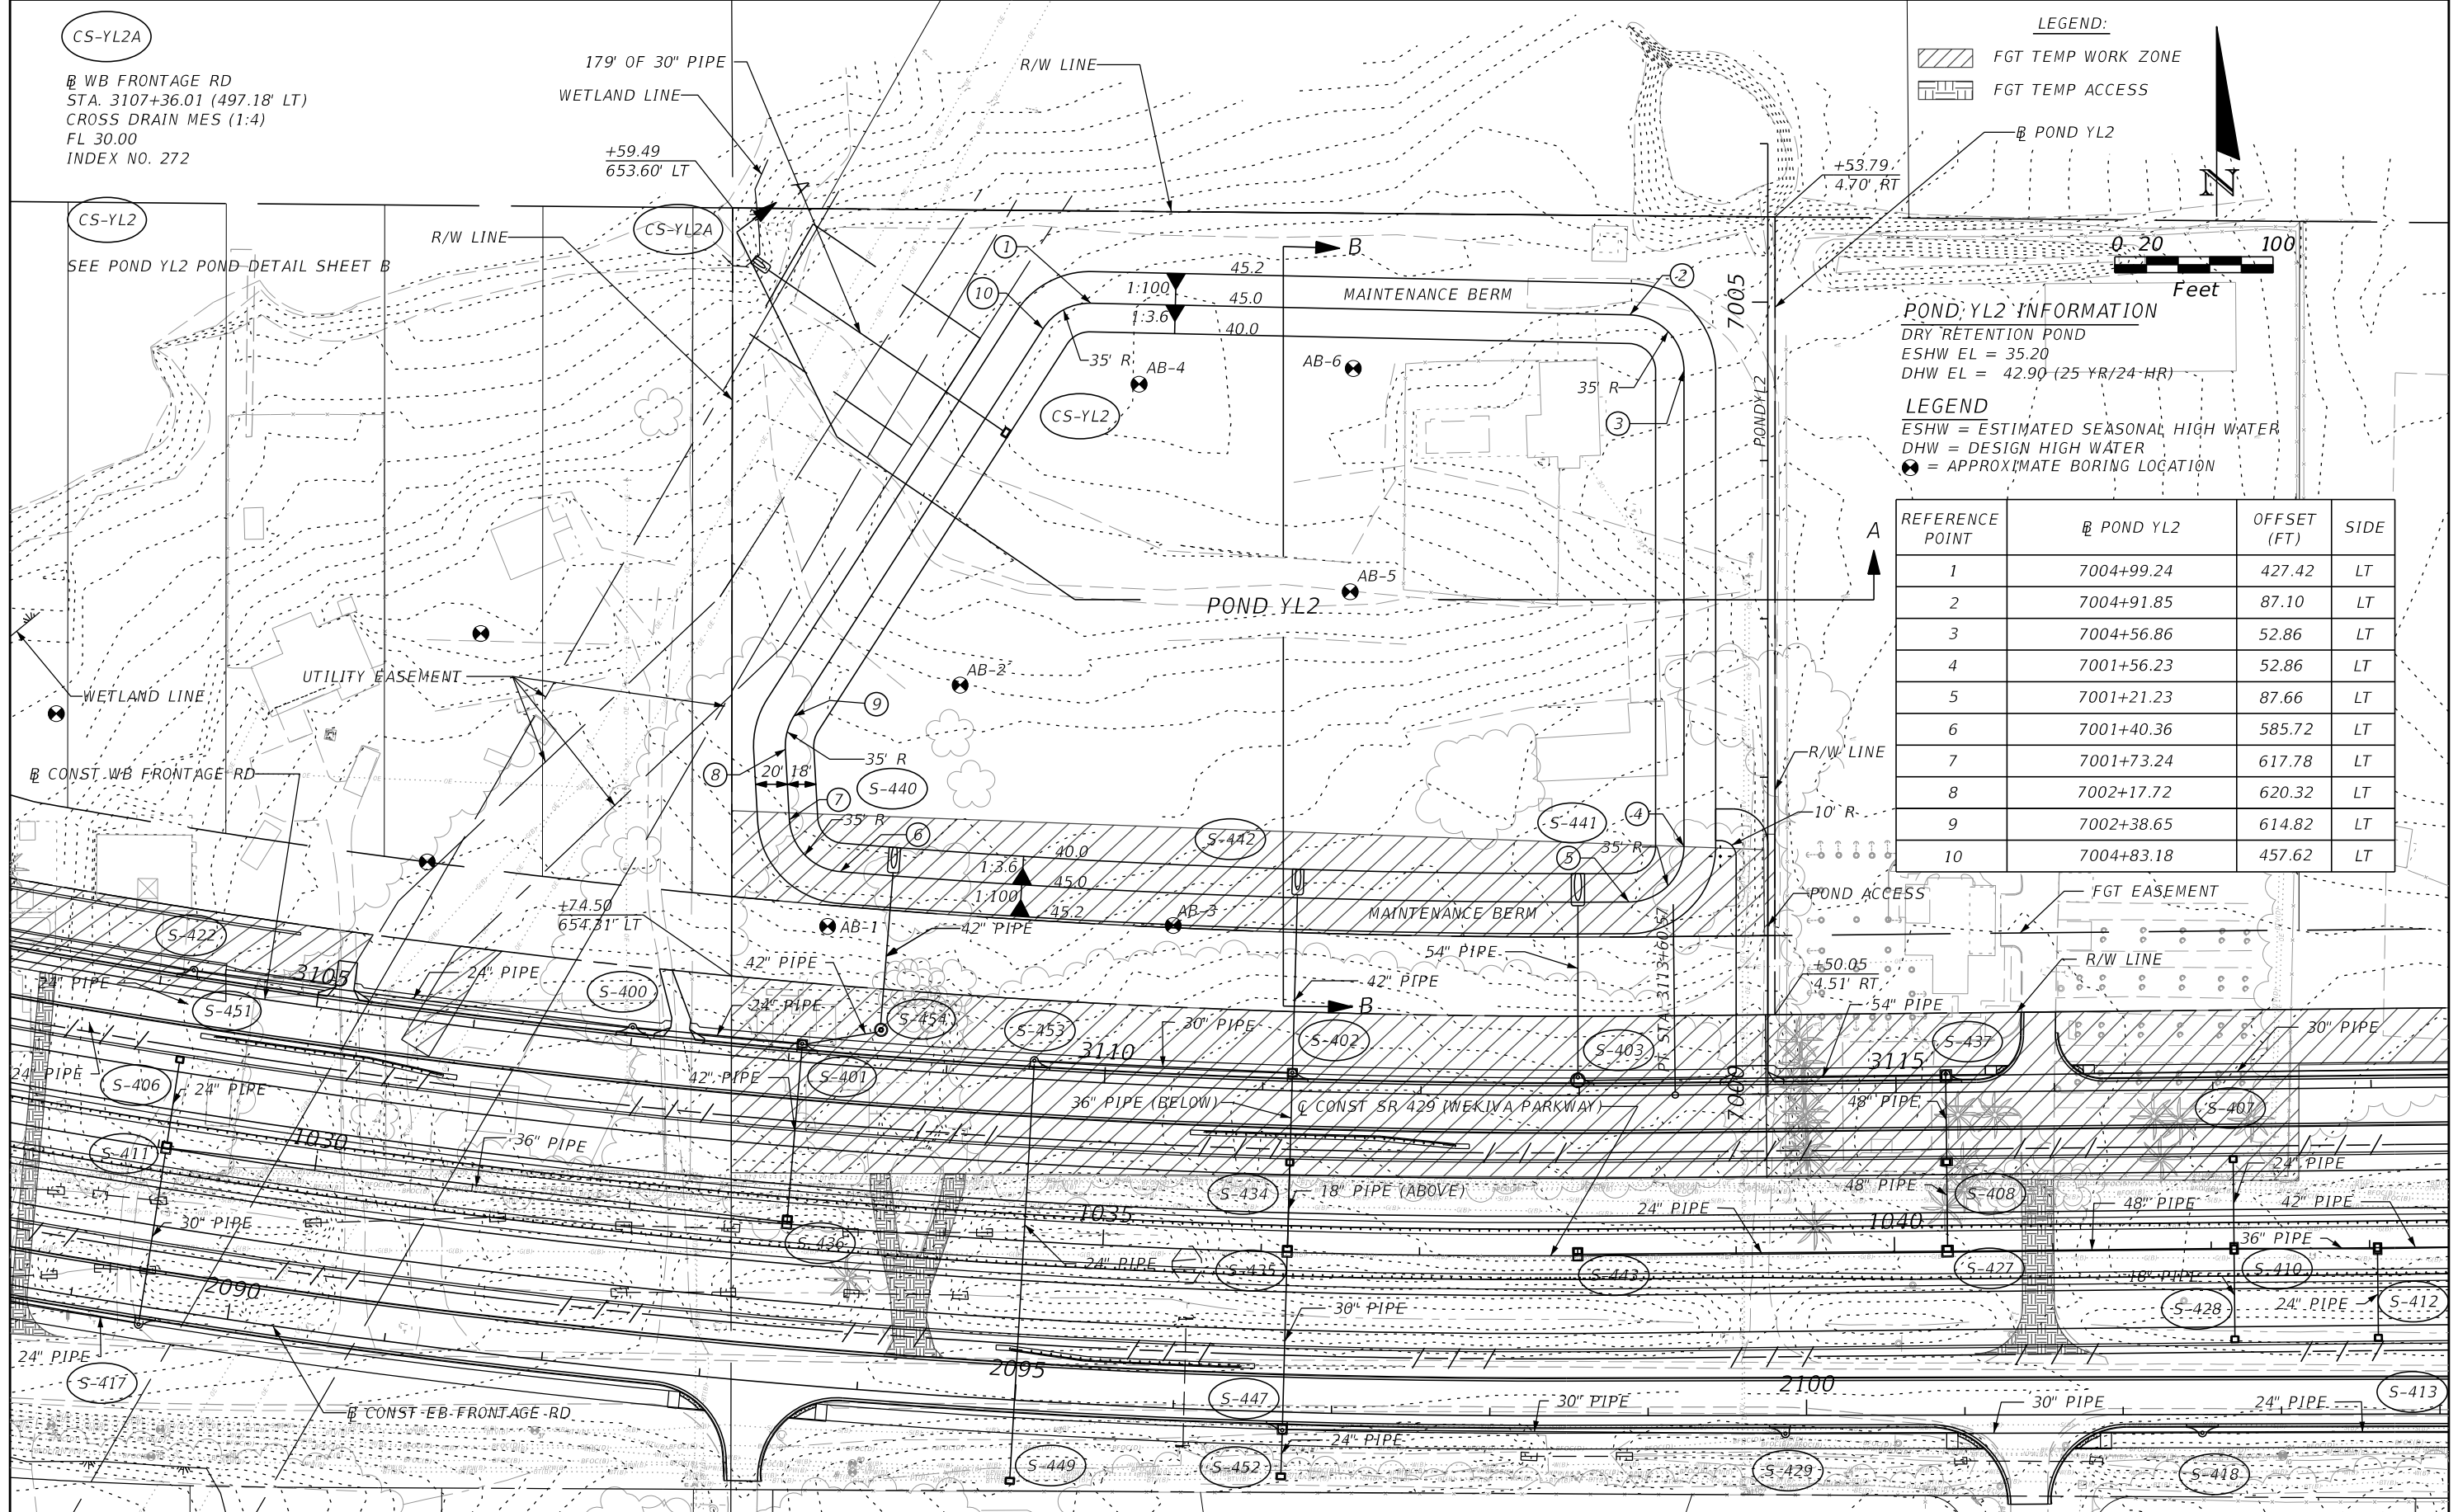 CS-YL2A
B WB FRONTAGE RD
STA. 3107+36.01 (497.18' LT)
CROSS DRAIN MES (1:4)
FL 30.00
INDEX NO. 272
CS-YL2
SEE POND YL2 POND DETAIL SHEET B
179' OF 30" PIPE
WETLAND LINE
+59.49
653.60' LT
R/W LINE
CS-YL2A
A
R/W LINE
LEGEND:
FGT TEMP WORK ZONE
FGT TEMP ACCESS
B POND YL2
+53.79
4.70' RT
N
0 20 100
Feet
POND YL2 INFORMATION
DRY RETENTION POND
ESHW EL = 35.20
DHW EL = 42.90 (25 YR/24-HR)
LEGEND
ESHW = ESTIMATED SEASONAL HIGH WATER
DHW = DESIGN HIGH WATER
= APPROXIMATE BORING LOCATION
REFERENCE POINT B POND YL2 OFFSET (FT) SIDE
1 7004+99.24 427.42 LT
2 7004+91.85 87.10 LT
3 7004+56.86 52.86 LT
4 7001+56.23 52.86 LT
5 7001+21.23 87.66 LT
6 7001+40.36 585.72 LT
7 7001+73.24 617.78 LT
8 7002+17.72 620.32 LT
9 7002+38.65 614.82 LT
10 7004+83.18 457.62 LT
1
10
B
45.2
1:100
45.0
1:3.6
40.0
MAINTENANCE BERM
2
7005
35' R
AB-4
AB-6
35' R
3
CS-YL2
PONDYL2
A
AB-5
POND YL2
AB-2
UTILITY EASEMENT
WETLAND LINE
9
8
35' R
20' 18'
S-440
7
35' R
6
S-442
S-441
4
35' R
5
10' R
R/W LINE
B CONST WB FRONTAGE RD
40.0
1:3.6
45.0
1:100
45.2
MAINTENANCE BERM
POND ACCESS
FGT EASEMENT
+74.50
654.31' LT
AB-1
AB-3
42" PIPE
42" PIPE
54" PIPE
42" PIPE
B
R/W LINE
+50.05
4.51' RT
54" PIPE
PT STA 3113+60.57
S-422
3105
24" PIPE
24" PIPE
S-451
S-400
24" PIPE
S-454
S-453
30" PIPE
S-402
S-403
S-437
30" PIPE
3110
3115
7000
24" PIPE
S-406
24" PIPE
42" PIPE
S-401
36" PIPE (BELOW)
C CONST SR 429 (WEKIVA PARKWAY)
48" PIPE
S-407
S-411
1030
36" PIPE
S-434
18" PIPE (ABOVE)
48" PIPE
S-408
24" PIPE
30" PIPE
1035
24" PIPE
1040
48" PIPE
42" PIPE
S-436
24" PIPE
S-435
S-443
S-427
36" PIPE
S-410
2090
18" PIPE
S-428
24" PIPE
S-412
30" PIPE
24" PIPE
S-417
2095
2100
S-447
S-413
B CONST EB FRONTAGE RD
30" PIPE
30" PIPE
24" PIPE
24" PIPE
S-449
S-452
S-429
S-418